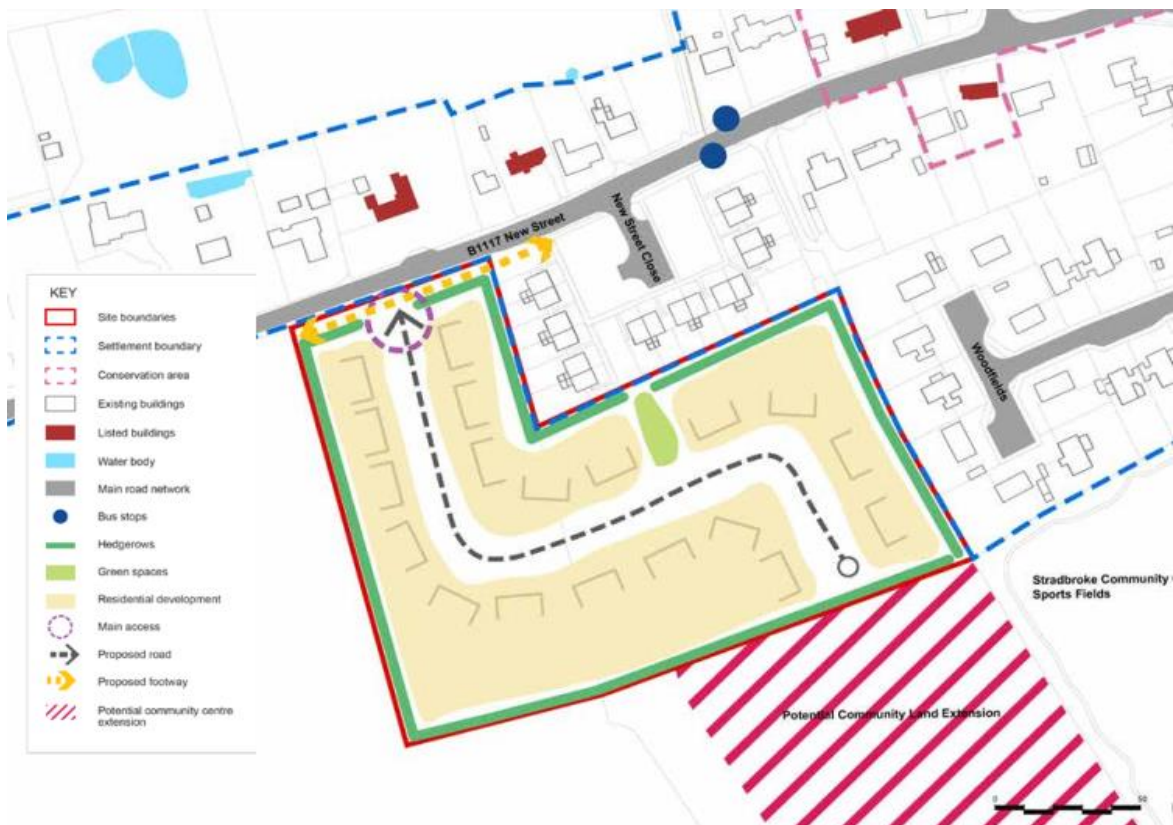 B1117 New Street
New Street Close
Woodfields
KEY
Site boundaries
Settlement boundary
Conservation area
Existing buildings
Listed buildings
Water body
Main road network
Bus stops
Hedgerows
Green spaces
Residential development
Main access
Proposed road
Proposed footway
Potential community centre
extension
Stradbroke Community
Sports Fields
Potential Community Land Extension
0
50